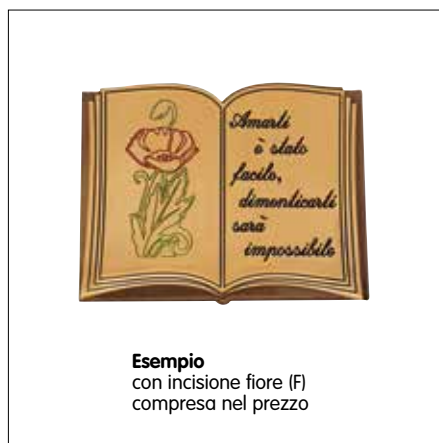 Amarti
è stato
facile,
dimenticarti
sarà
impossibile
Esempio
con incisione fiore (F)
compresa nel prezzo